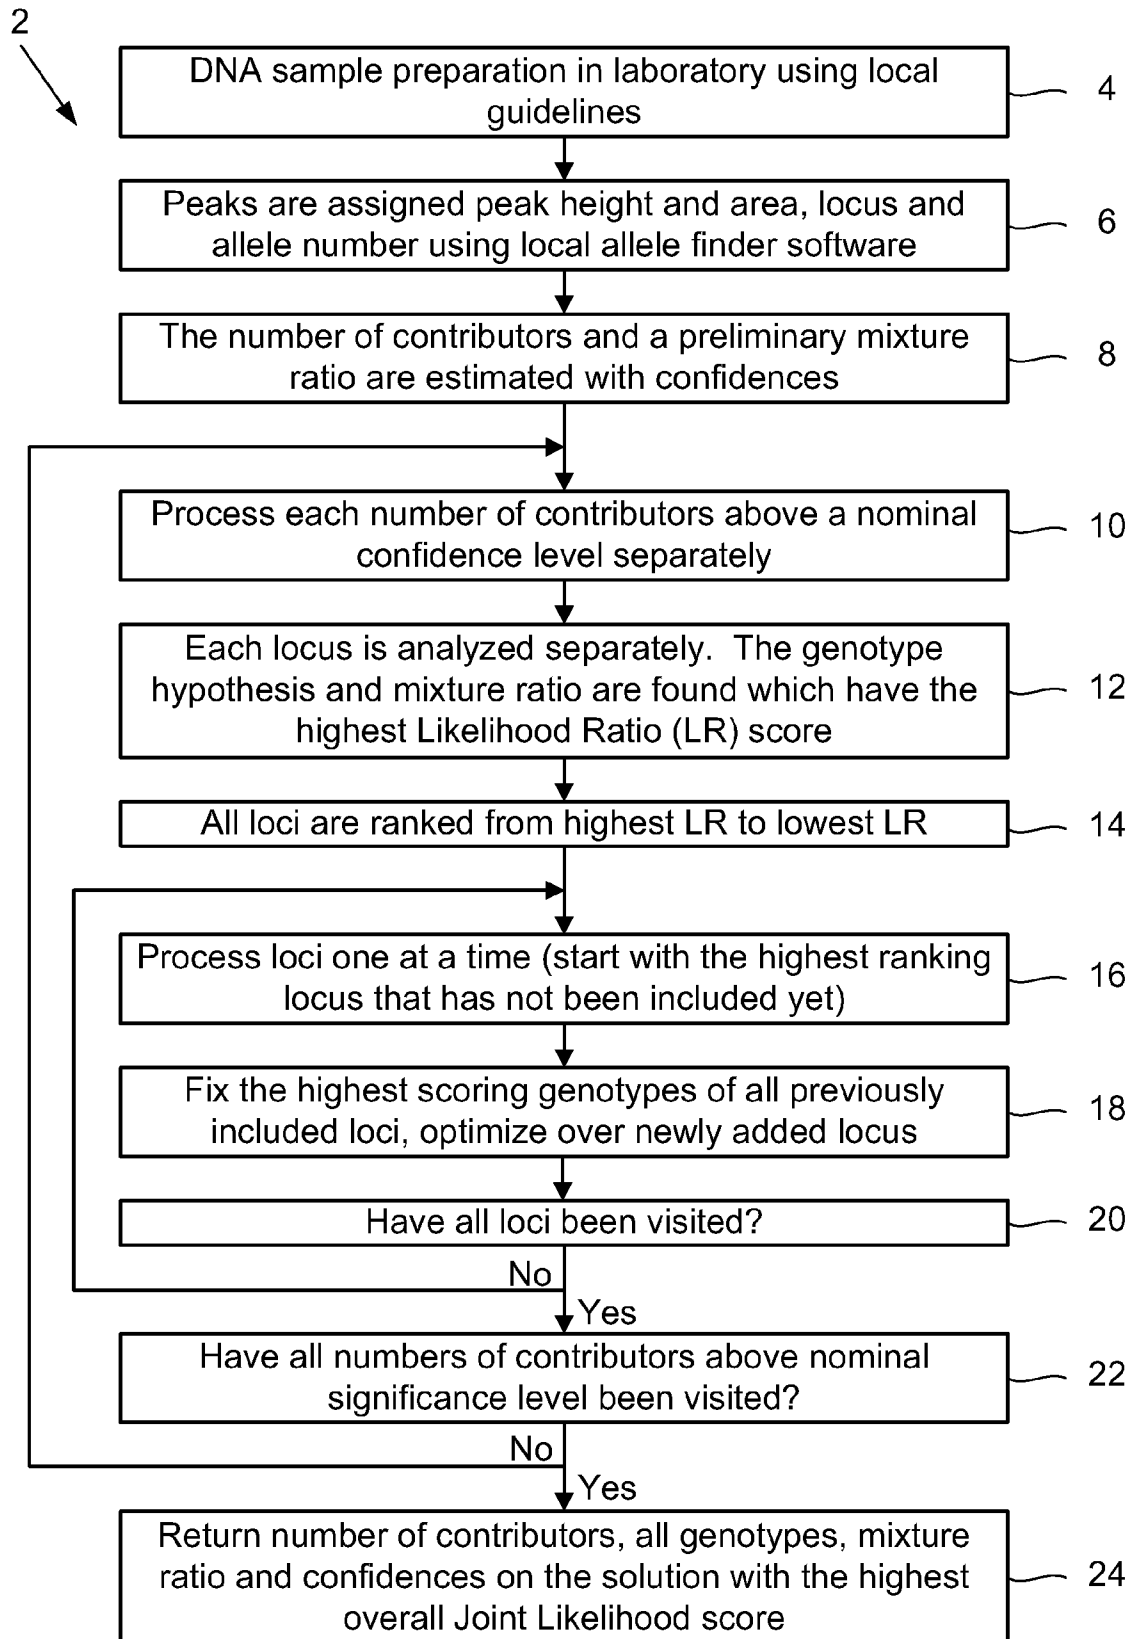 2
DNA sample preparation in laboratory using local
guidelines
4
Peaks are assigned peak height and area, locus and
allele number using local allele finder software
6
The number of contributors and a preliminary mixture
ratio are estimated with confidences
8
Process each number of contributors above a nominal
confidence level separately
10
Each locus is analyzed separately.  The genotype
hypothesis and mixture ratio are found which have the
highest Likelihood Ratio (LR) score
12
All loci are ranked from highest LR to lowest LR
14
Process loci one at a time (start with the highest ranking
locus that has not been included yet)
16
Fix the highest scoring genotypes of all previously
included loci, optimize over newly added locus
18
Have all loci been visited?
20
No
Yes
Have all numbers of contributors above nominal
significance level been visited?
22
No
Yes
Return number of contributors, all genotypes, mixture
ratio and confidences on the solution with the highest
overall Joint Likelihood score
24